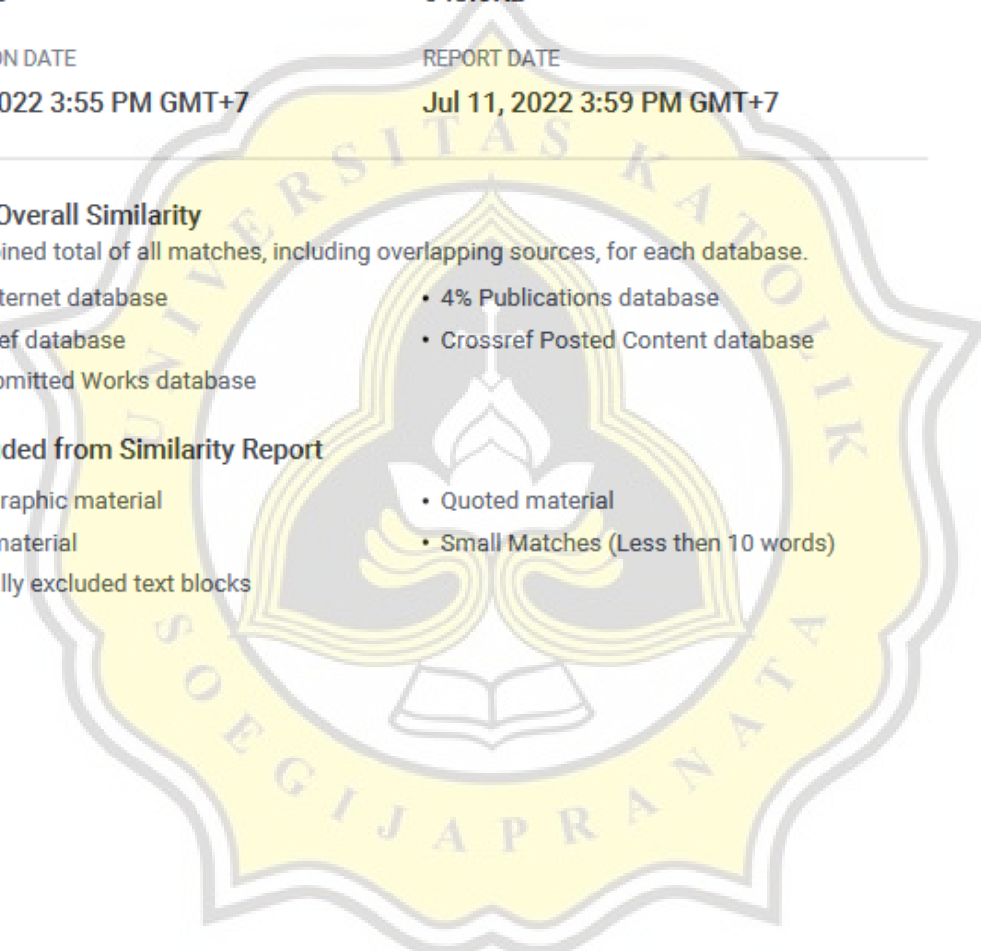 ON DATE
REPORT DATE
022 3:55 PM GMT+7
Jul 11, 2022 3:59 PM GMT+7
Overall Similarity
ined total of all matches, including overlapping sources, for each database.
ternet database
• 4% Publications database
ef database
• Crossref Posted Content database
bmitted Works database
ded from Similarity Report
raphic material
• Quoted material
material
• Small Matches (Less then 10 words)
lly excluded text blocks
UNIVERSITAS KATOLIK
SOEGIJAPRANATA